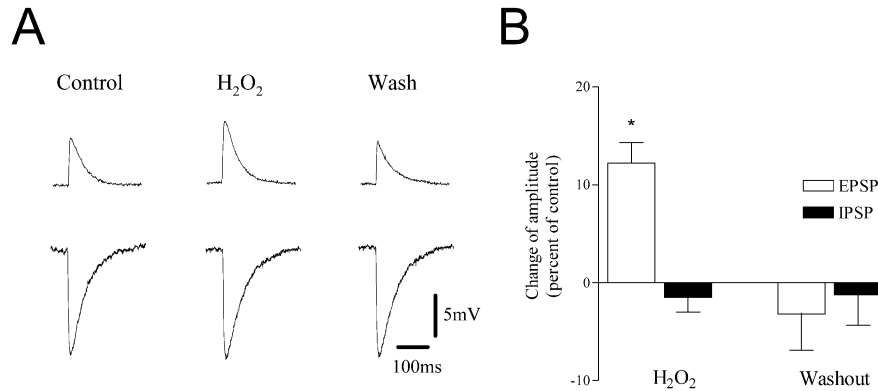 A
Control
H₂O₂
Wash
5mV
100ms
B
Change of amplitude
(percent of control)
20
10
0
-10
*
EPSP
IPSP
H₂O₂
Washout